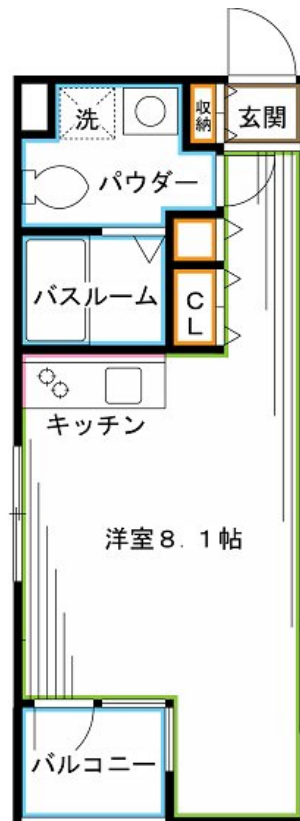 収納
玄関
洗
パウダー
バスルーム
CL
キッチン
洋室8.1帖
バルコニー